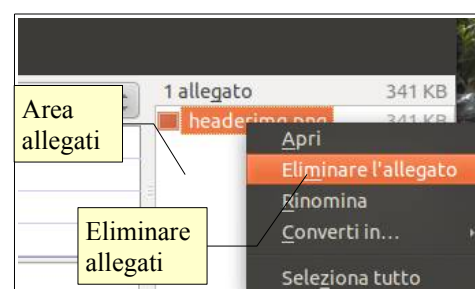 1 allegato 341 KB
headerimg.png 341 KB
Area
allegati
Apri
Eliminare l'allegato
Rinomina
Converti in...
Seleziona tutto
Eliminare
allegati